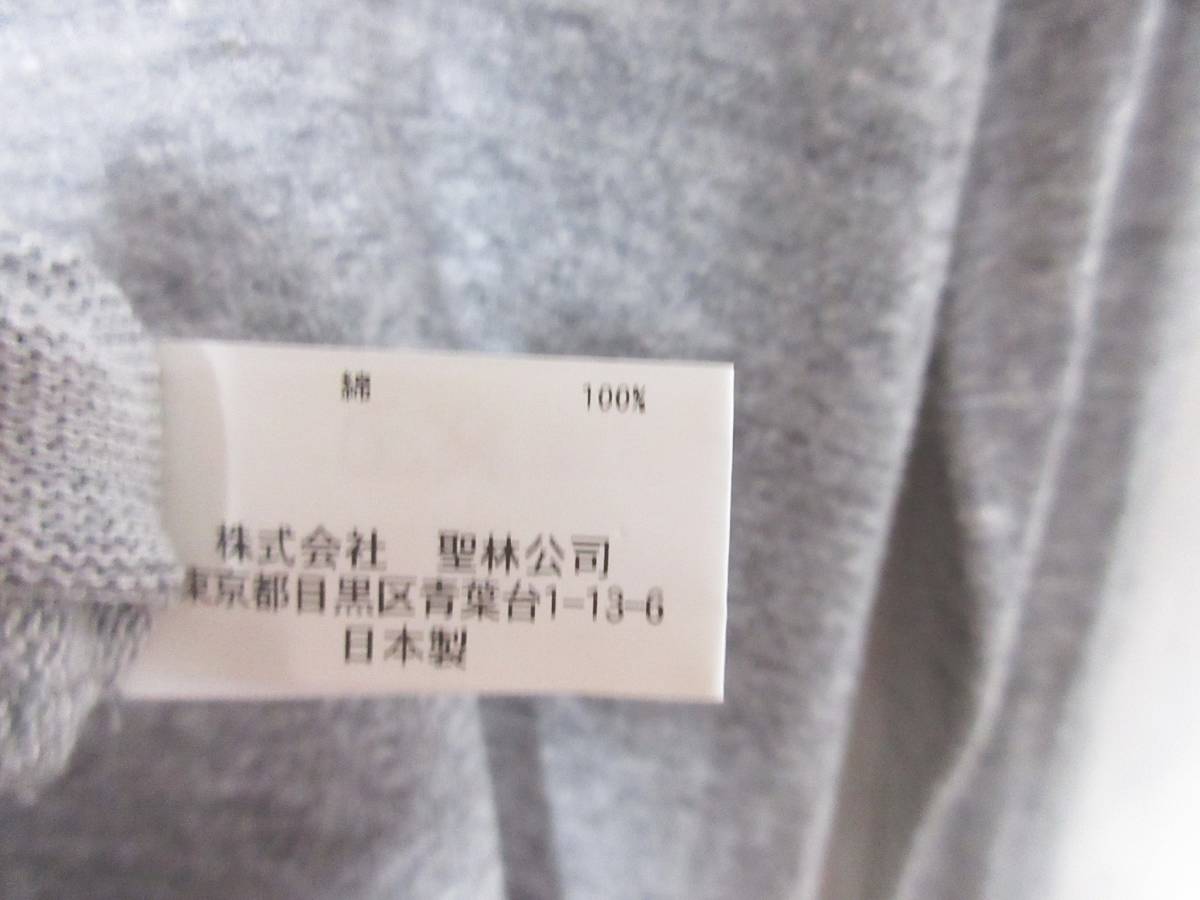 綿 100%
株式会社 聖林公司
東京都目黒区青葉台1-13-6
日本製